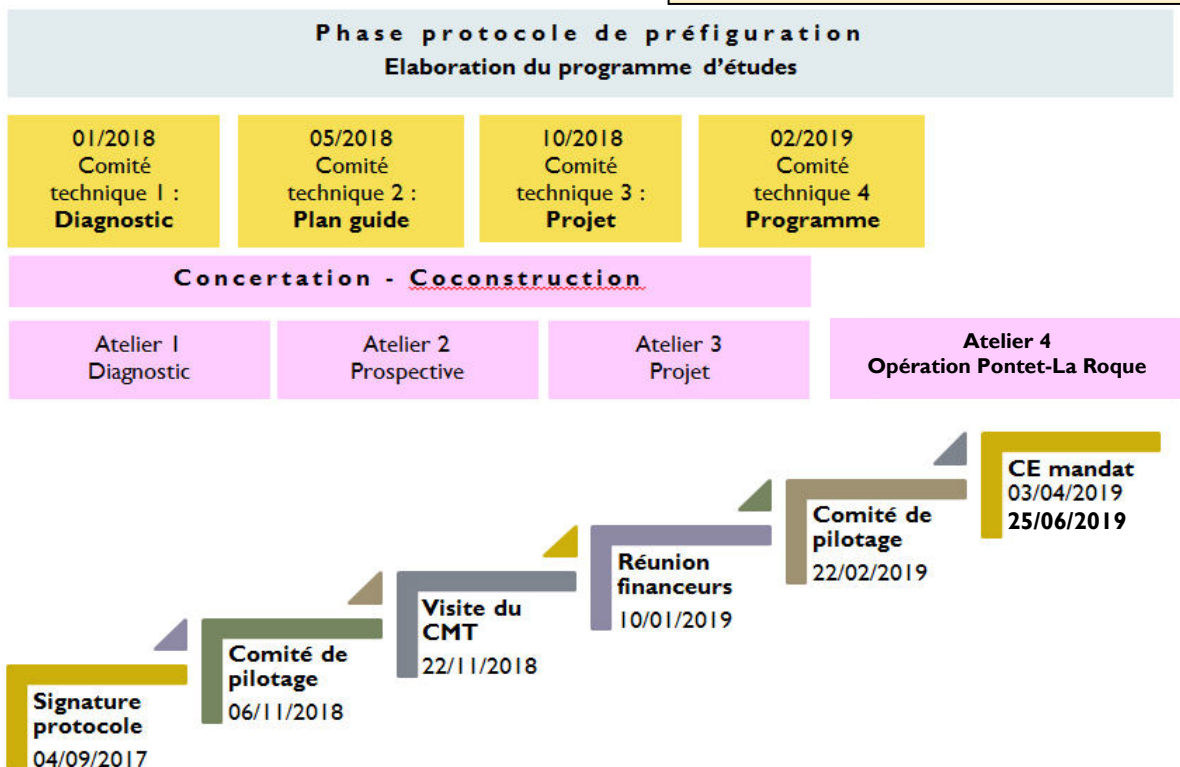 Phase protocole de préfiguration
Elaboration du programme d'études
01/2018
Comité
technique 1 :
Diagnostic
05/2018
Comité
technique 2 :
Plan guide
10/2018
Comité
technique 3 :
Projet
02/2019
Comité
technique 4
Programme
Concertation - Coconstruction
Atelier 1
Diagnostic
Atelier 2
Prospective
Atelier 3
Projet
Atelier 4
Opération Pontet-La Roque
Signature
protocole
04/09/2017
Comité de
pilotage
06/11/2018
Visite du
CMT
22/11/2018
Réunion
financeurs
10/01/2019
Comité de
pilotage
22/02/2019
CE mandat
03/04/2019
25/06/2019